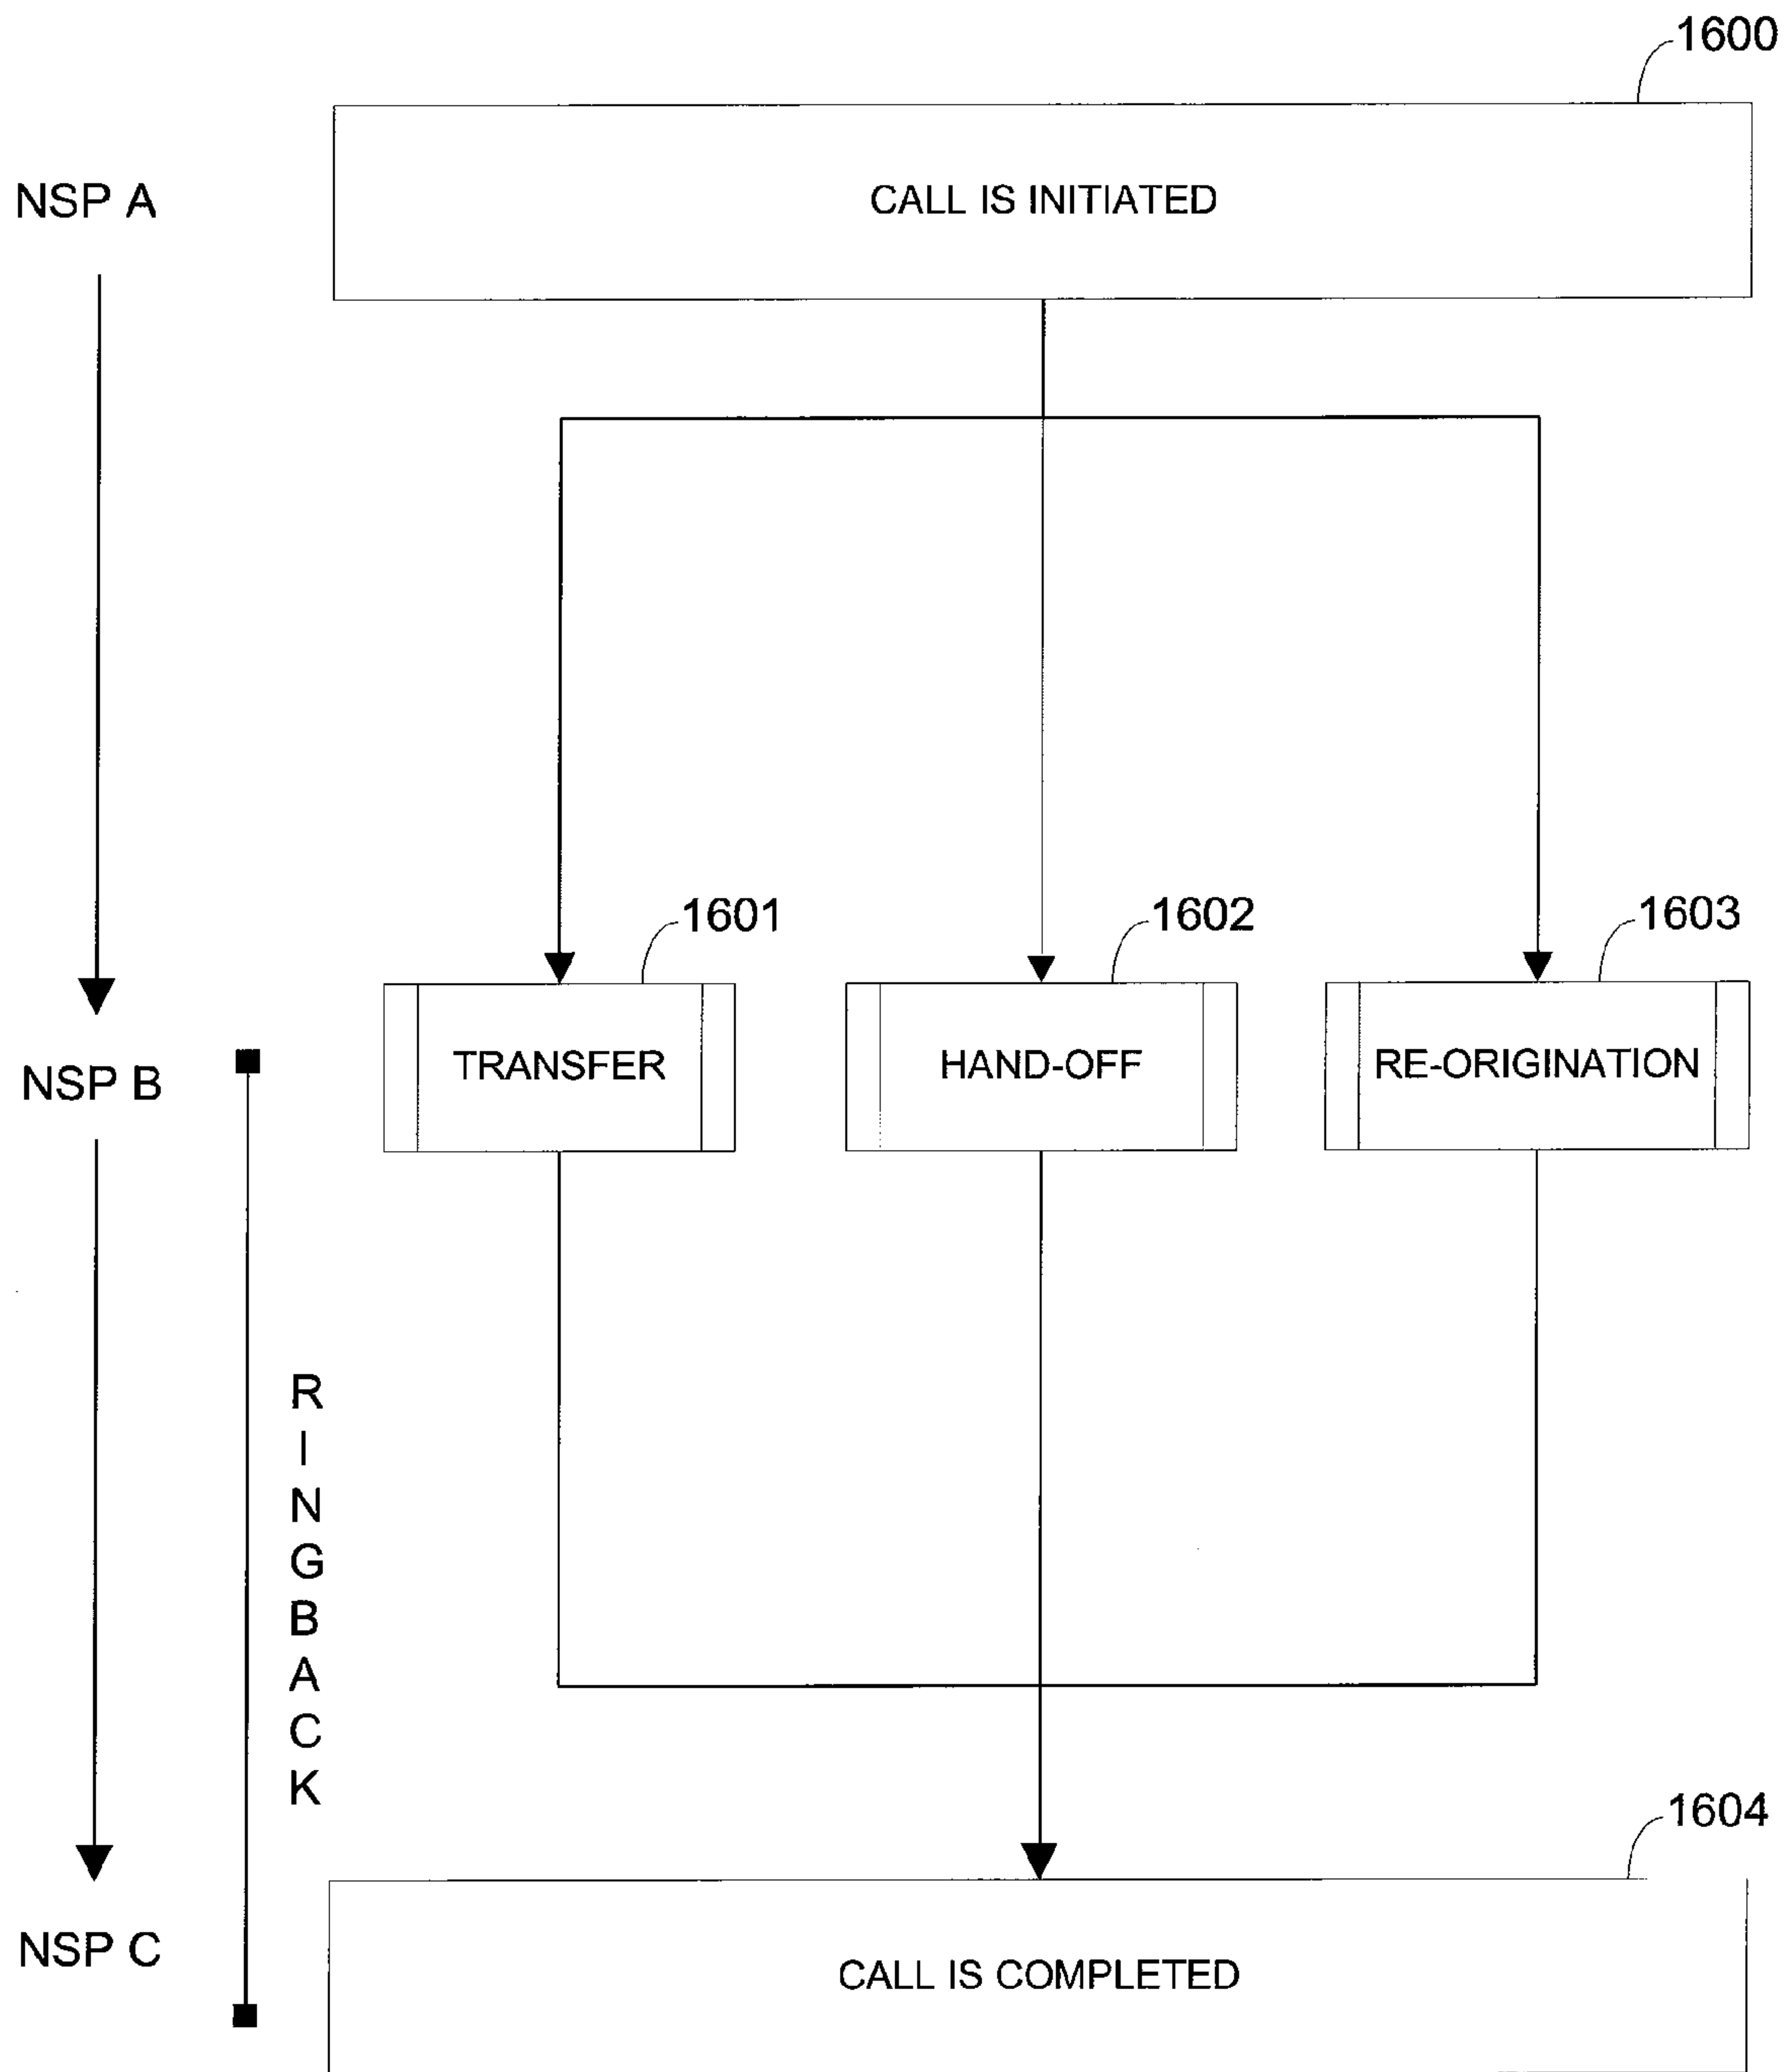 1600
NSP A
CALL IS INITIATED
1601
1602
1603
NSP B
TRANSFER
HAND-OFF
RE-ORIGINATION
RINGBACK
1604
NSP C
CALL IS COMPLETED